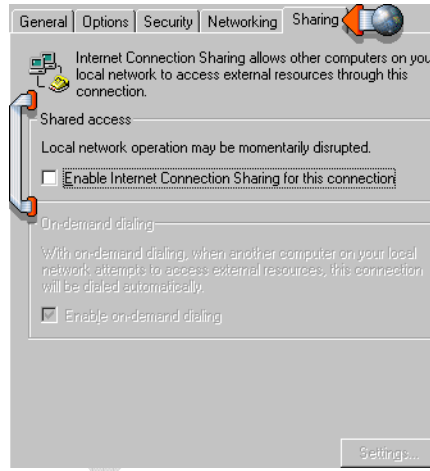 General Options Security Networking Sharing
Internet Connection Sharing allows other computers on you
local network to access external resources through this
connection.
Shared access
Local network operation may be momentarily disrupted.
Enable Internet Connection Sharing for this connection
On-demand dialing
With on-demand dialing, when another computer on your local
network attempts to access external resources, this connection
will be dialed automatically.
Enable on-demand dialing
Settings...